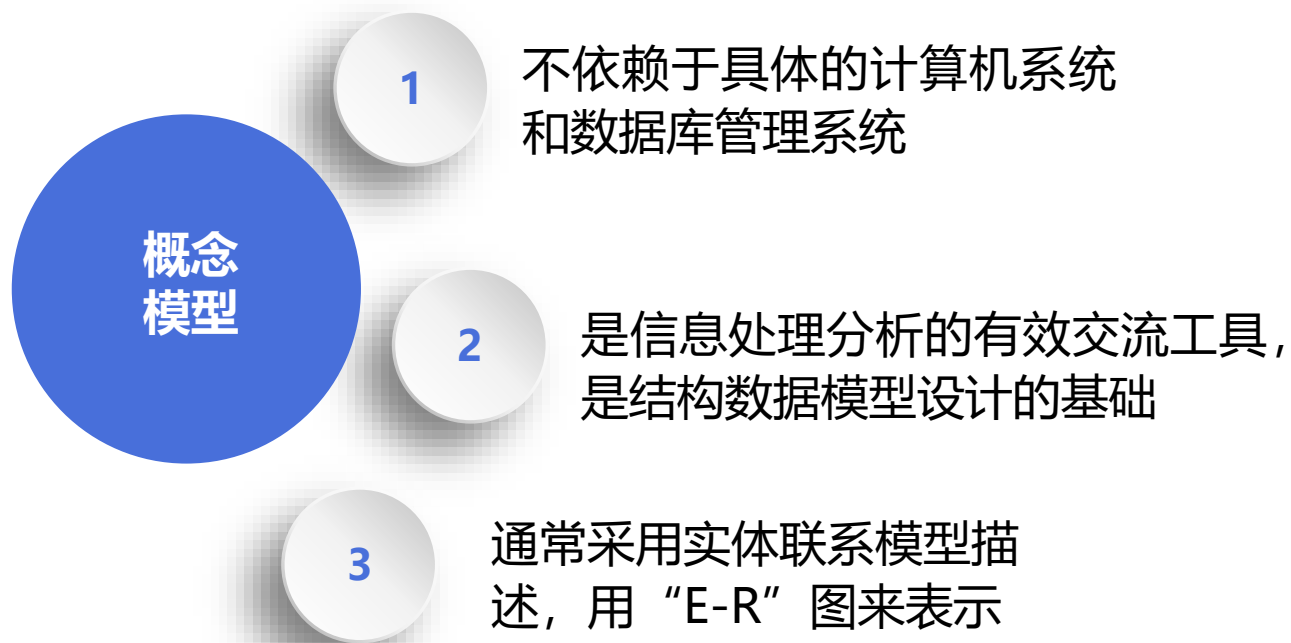 概念
模型
1
不依赖于具体的计算机系统
和数据库管理系统
2
是信息处理分析的有效交流工具，
是结构数据模型设计的基础
3
通常采用实体联系模型描
述，用“E-R”图来表示